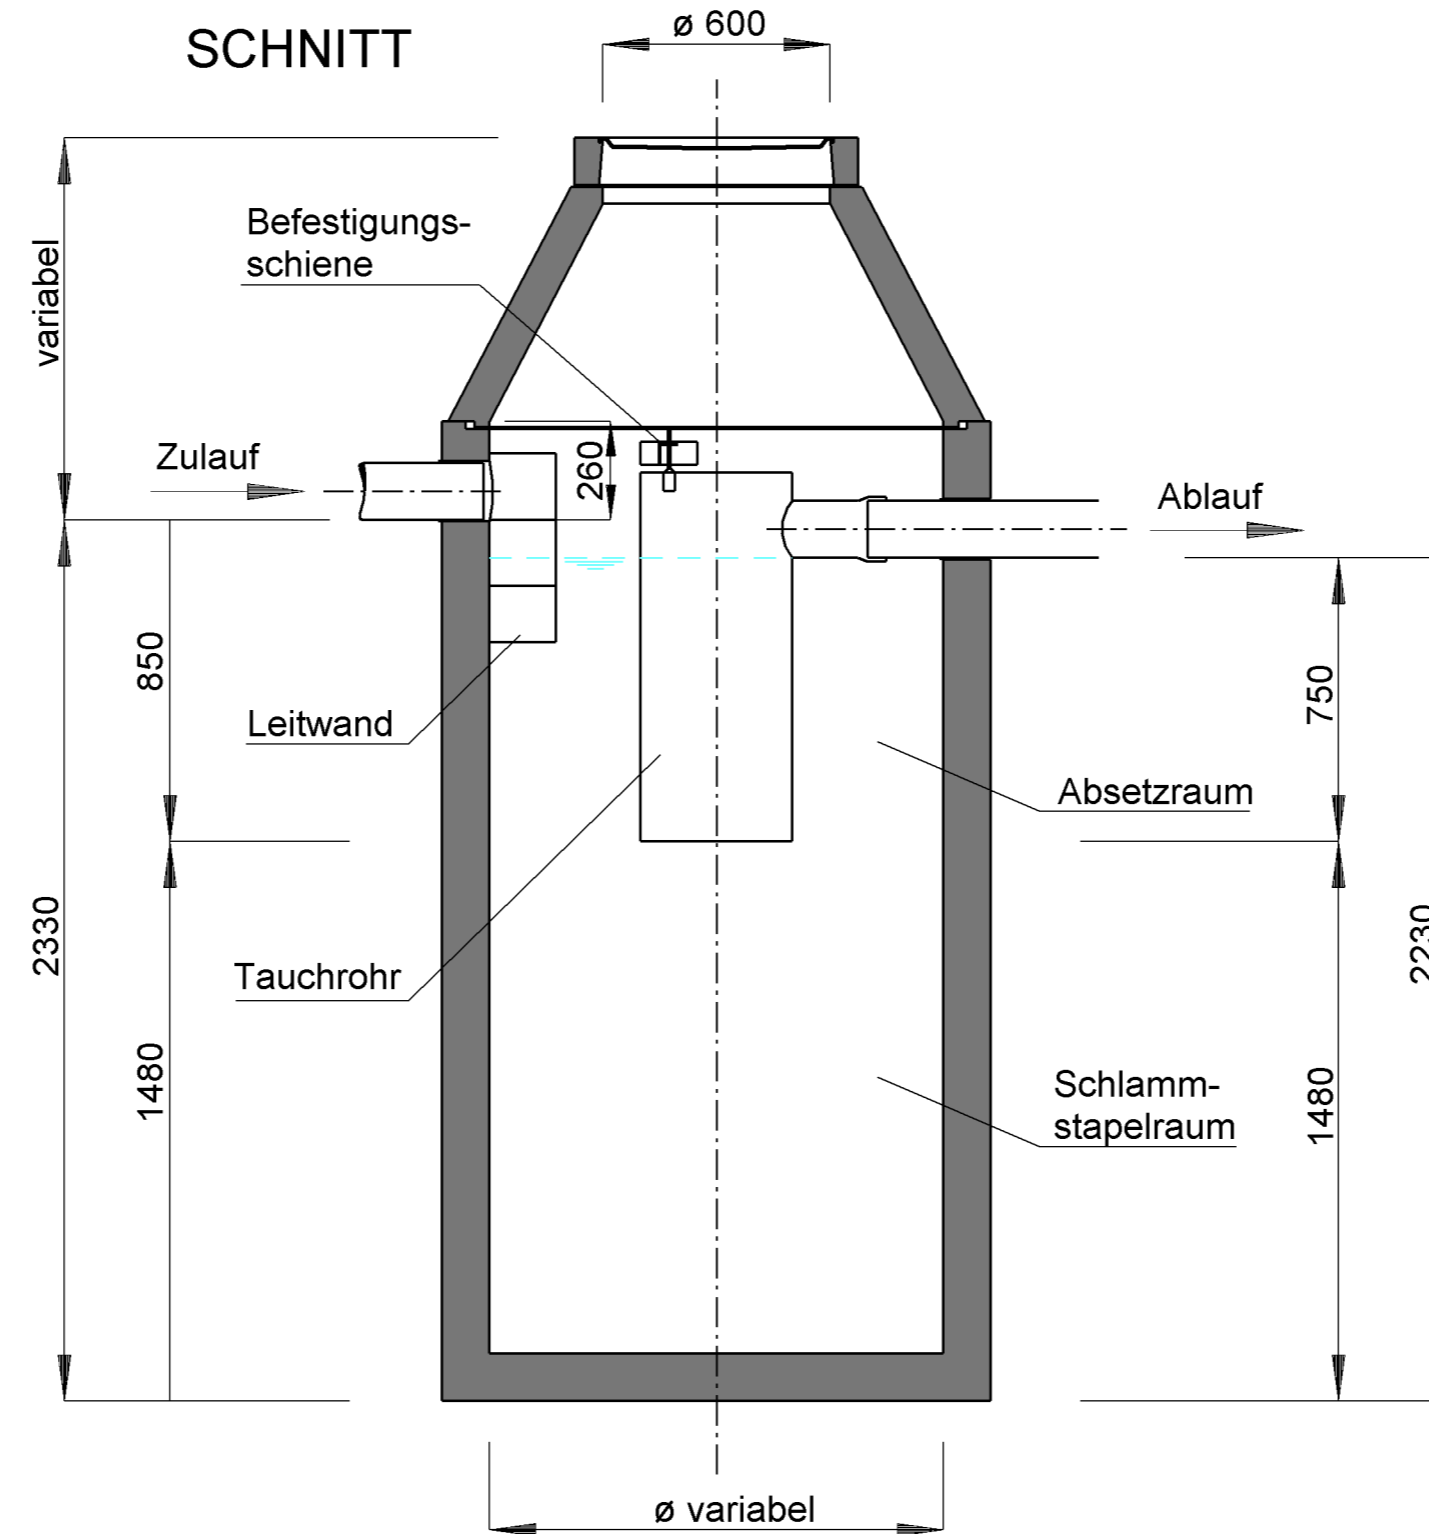 SCHNITT
ø 600
variabel
Befestigungs-
schiene
Zulauf
260
Ablauf
850
750
Leitwand
Absetzraum
2330
2230
Tauchrohr
1480
Schlamm-
stapelraum
1480
ø variabel